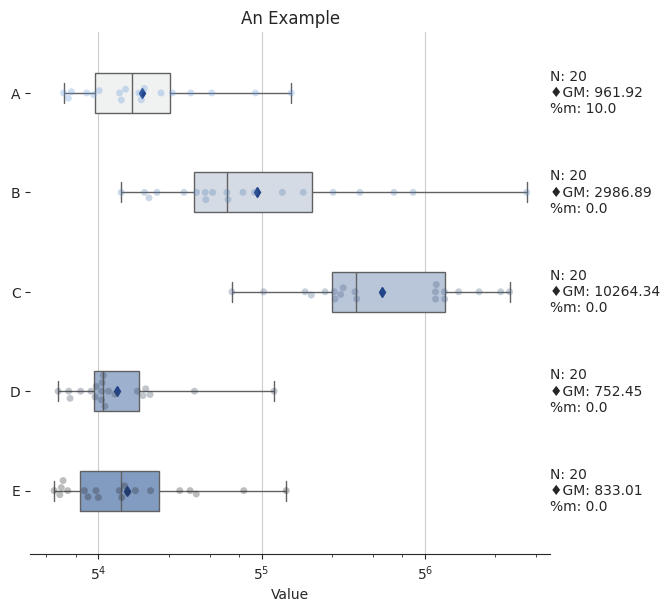 An Example
A
N: 20
♦GM: 961.92
%m: 10.0
B
N: 20
♦GM: 2986.89
%m: 0.0
C
N: 20
♦GM: 10264.34
%m: 0.0
D
N: 20
♦GM: 752.45
%m: 0.0
E
N: 20
♦GM: 833.01
%m: 0.0
5⁴ 5⁵ 5⁶
Value